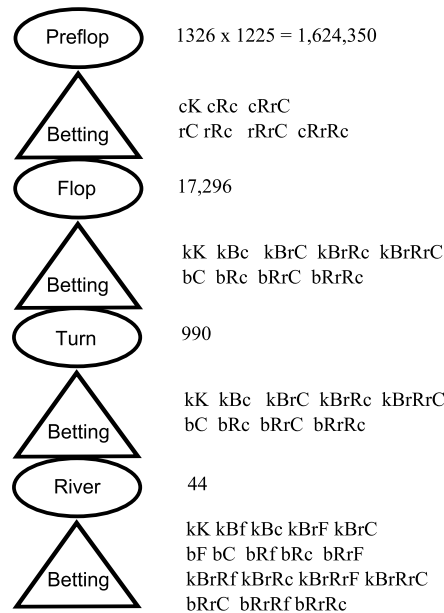 Preflop 1326 x 1225 = 1,624,350
cK cRc cRrC
Betting rC rRc rRrC cRrRc
Flop 17,296
kK kBc kBrC kBrRc kBrRrC
Betting bC bRc bRrC bRrRc
Turn 990
kK kBc kBrC kBrRc kBrRrC
Betting bC bRc bRrC bRrRc
River 44
kK kBf kBc kBrF kBrC
bF bC bRf bRc bRrF
Betting kBrRf kBrRc kBrRrF kBrRrC
bRrC bRrRf bRrRc